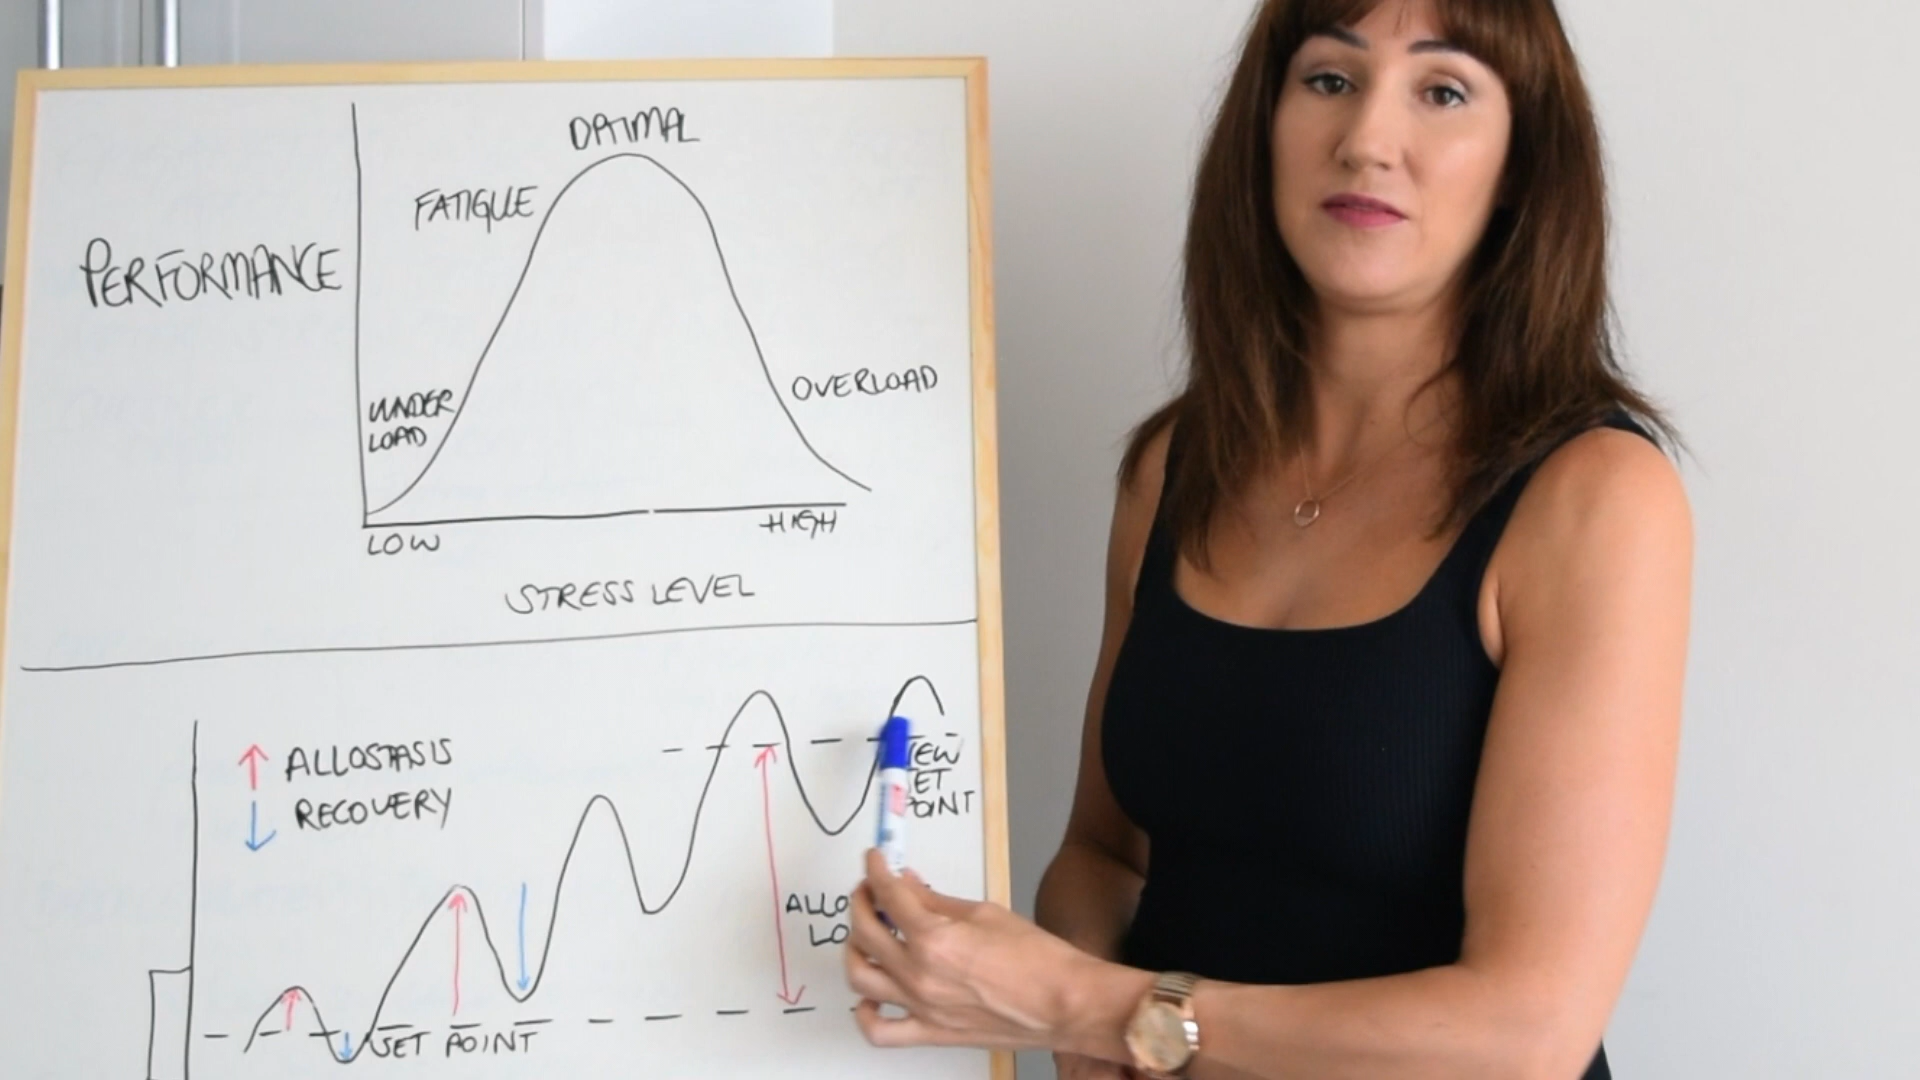 OPTIMAL
FATIGUE
PERFORMANCE
UNDER
LOAD
OVERLOAD
LOW
HIGH
STRESS LEVEL
ALLOSTASIS
RECOVERY
SET POINT